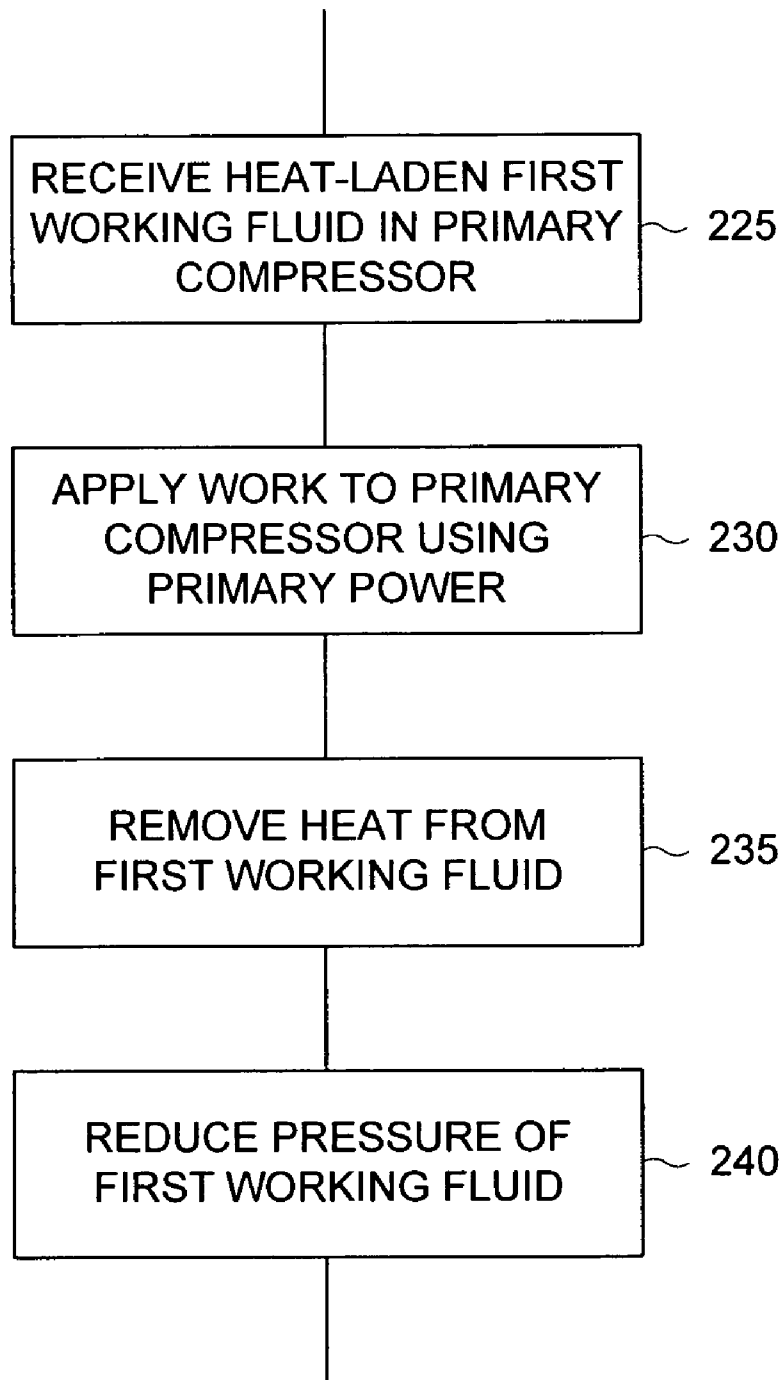 RECEIVE HEAT-LADEN FIRST
WORKING FLUID IN PRIMARY
COMPRESSOR
225
APPLY WORK TO PRIMARY
COMPRESSOR USING
PRIMARY POWER
230
REMOVE HEAT FROM
FIRST WORKING FLUID
235
REDUCE PRESSURE OF
FIRST WORKING FLUID
240